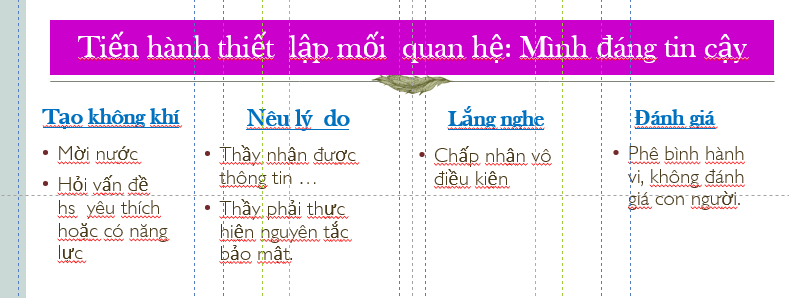 Tiến hành thiết lập mối quan hệ: Mình đáng tin cậy
Tạo không khí
• Mời nước
• Hỏi vấn đề
hs yêu thích
hoặc có năng
lực
Nêu lý do
• Thầy nhận được
thông tin …
• Thầy phải thực
hiện nguyên tắc
bảo mật.
Lắng nghe
• Chấp nhận vô
điều kiện
Đánh giá
• Phê bình hành
vi, không đánh
giá con người.